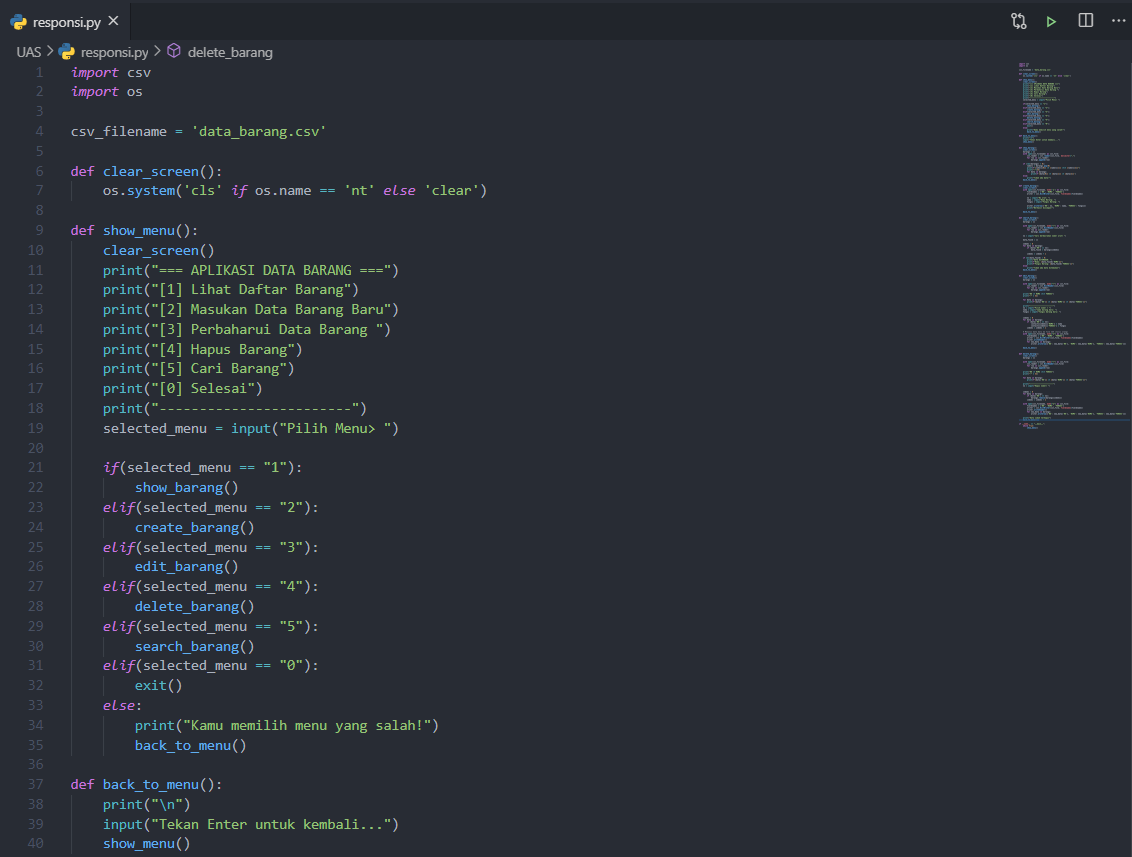 responsi.py
UAS > responsi.py > delete_barang
1 import csv
2 import os
3
4 csv_filename = 'data_barang.csv'
5
6 def clear_screen():
7     os.system('cls' if os.name == 'nt' else 'clear')
8
9 def show_menu():
10     clear_screen()
11     print("=== APLIKASI DATA BARANG ===")
12     print("[1] Lihat Daftar Barang")
13     print("[2] Masukan Data Barang Baru")
14     print("[3] Perbaharui Data Barang ")
15     print("[4] Hapus Barang")
16     print("[5] Cari Barang")
17     print("[0] Selesai")
18     print("------------------------")
19     selected_menu = input("Pilih Menu> ")
20
21     if(selected_menu == "1"):
22         show_barang()
23     elif(selected_menu == "2"):
24         create_barang()
25     elif(selected_menu == "3"):
26         edit_barang()
27     elif(selected_menu == "4"):
28         delete_barang()
29     elif(selected_menu == "5"):
30         search_barang()
31     elif(selected_menu == "0"):
32         exit()
33     else:
34         print("Kamu memilih menu yang salah!")
35         back_to_menu()
36
37 def back_to_menu():
38     print("\n")
39     input("Tekan Enter untuk kembali...")
40     show_menu()